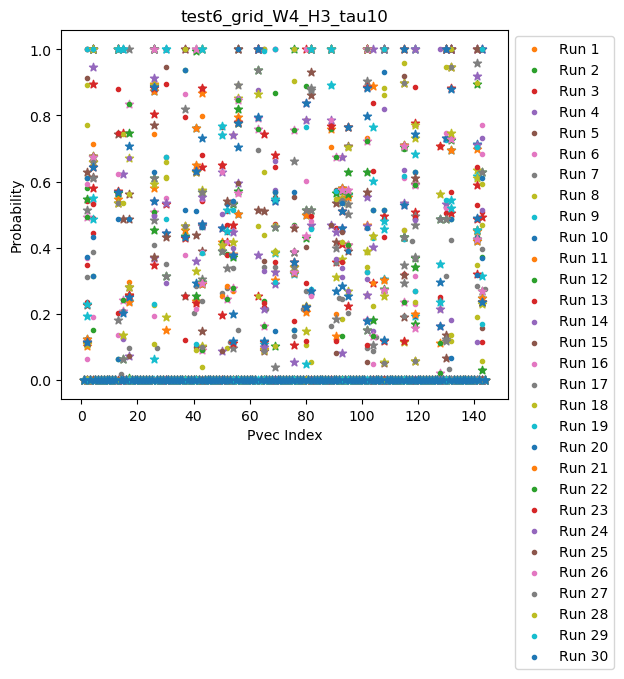 test6_grid_W4_H3_tau10
1.0
0.8
0.6
0.4
0.2
0.0
Probability
0 20 40 60 80 100 120 140
Pvec Index
Run 1
Run 2
Run 3
Run 4
Run 5
Run 6
Run 7
Run 8
Run 9
Run 10
Run 11
Run 12
Run 13
Run 14
Run 15
Run 16
Run 17
Run 18
Run 19
Run 20
Run 21
Run 22
Run 23
Run 24
Run 25
Run 26
Run 27
Run 28
Run 29
Run 30